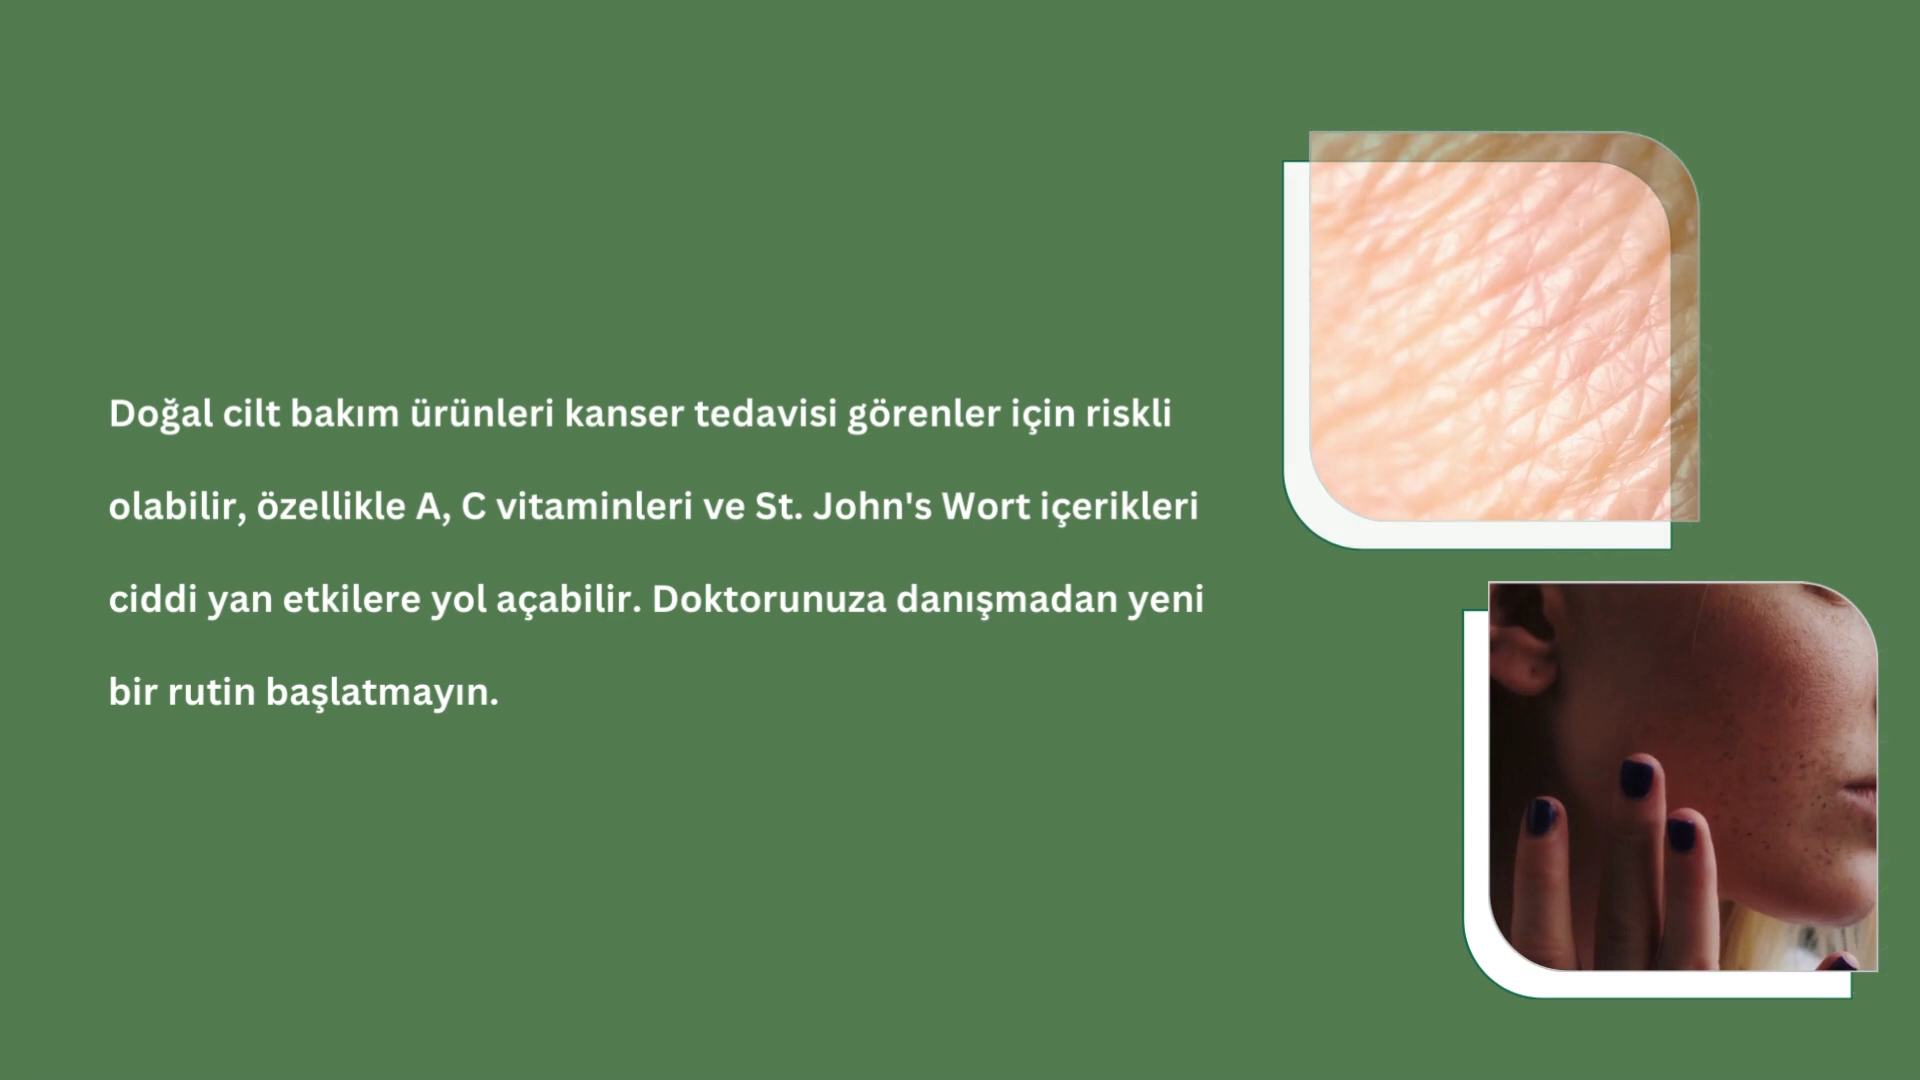 Doğal cilt bakım ürünleri kanser tedavisi görenler için riskli
olabilir, özellikle A, C vitaminleri ve St. John's Wort içerikleri
ciddi yan etkilere yol açabilir. Doktorunuza danışmadan yeni
bir rutin başlatmayın.